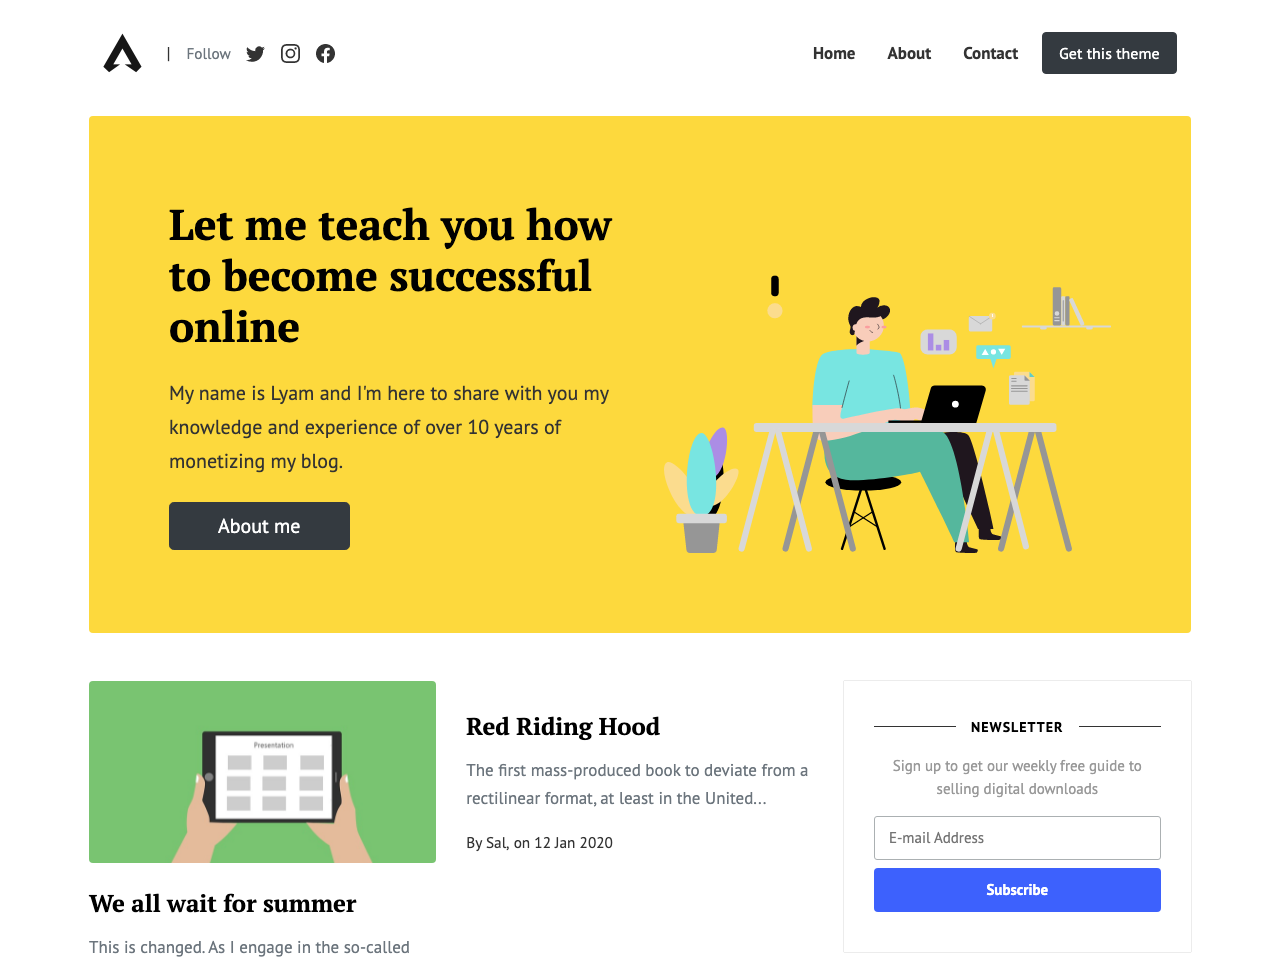 | Follow
Home About Contact Get this theme
Let me teach you how
to become successful
online
My name is Lyam and I'm here to share with you my
knowledge and experience of over 10 years of
monetizing my blog.
About me
Presentation
We all wait for summer
This is changed. As I engage in the so-called
Red Riding Hood
The first mass-produced book to deviate from a
rectilinear format, at least in the United...
By Sal, on 12 Jan 2020
NEWSLETTER
Sign up to get our weekly free guide to
selling digital downloads
E-mail Address
Subscribe